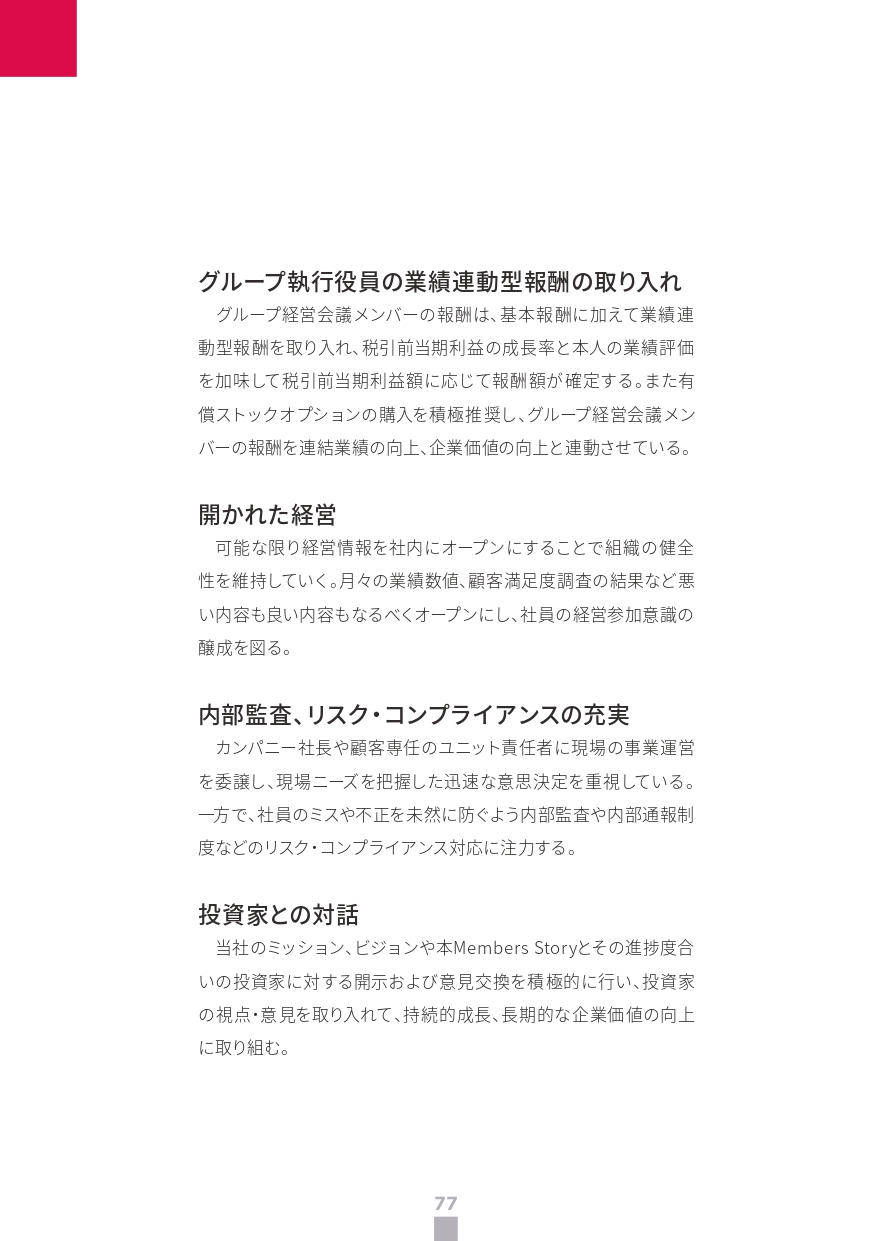 グループ執行役員の業績連動型報酬の取り入れ
グループ経営会議メンバーの報酬は、基本報酬に加えて業績連
動型報酬を取り入れ、税引前当期利益の成長率と本人の業績評価
を加味して税引前当期利益額に応じて報酬額が確定する。また有
償ストックオプションの購入を積極推奨し、グループ経営会議メン
バーの報酬を連結業績の向上、企業価値の向上と連動させている。
開かれた経営
可能な限り経営情報を社内にオープンにすることで組織の健全
性を維持していく。月々の業績数値、顧客満足度調査の結果など悪
い内容も良い内容もなるべくオープンにし、社員の経営参加意識の
醸成を図る。
内部監査、リスク・コンプライアンスの充実
カンパニー社長や顧客専任のユニット責任者に現場の事業運営
を委譲し、現場ニーズを把握した迅速な意思決定を重視している。
一方で、社員のミスや不正を未然に防ぐよう内部監査や内部通報制
度などのリスク・コンプライアンス対応に注力する。
投資家との対話
当社のミッション、ビジョンや本Members Storyとその進捗度合
いの投資家に対する開示および意見交換を積極的に行い、投資家
の視点・意見を取り入れて、持続的成長、長期的な企業価値の向上
に取り組む。
77